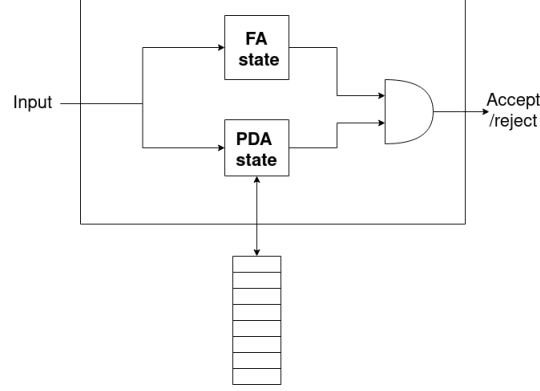 FA
state
Input
PDA
state
Accept
/reject